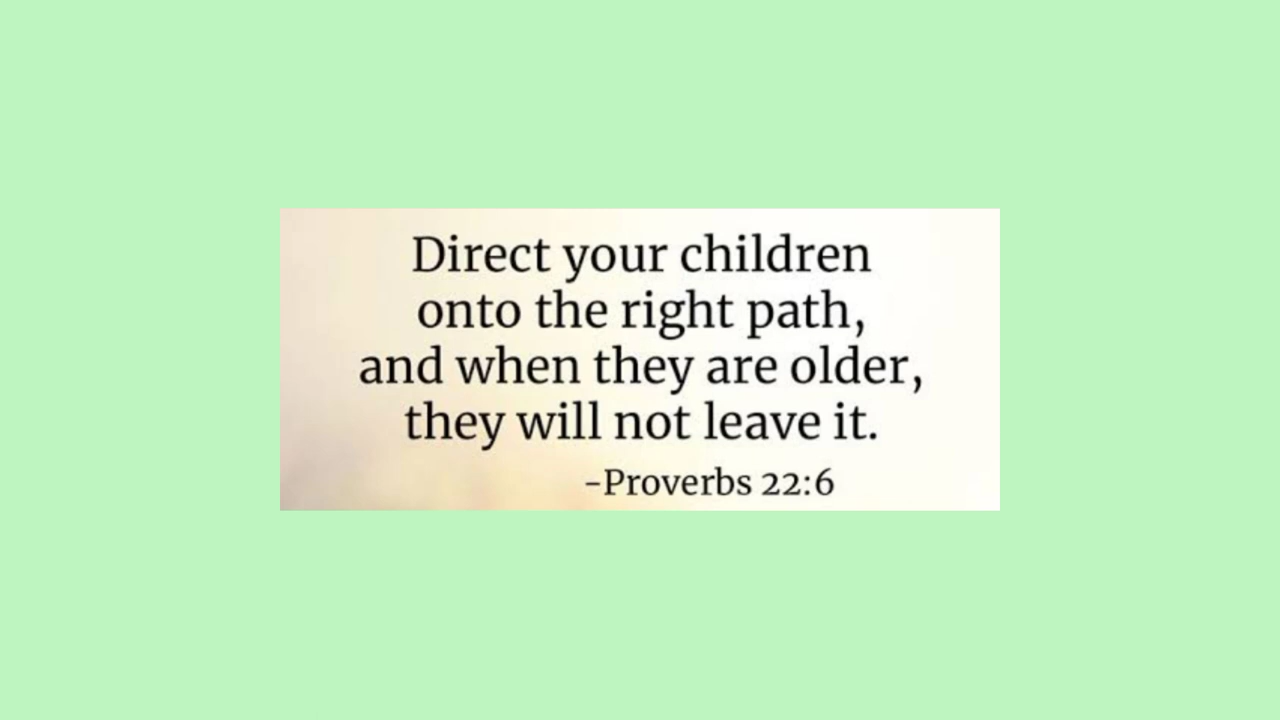 Direct your children
onto the right path,
and when they are older,
they will not leave it.
-Proverbs 22:6